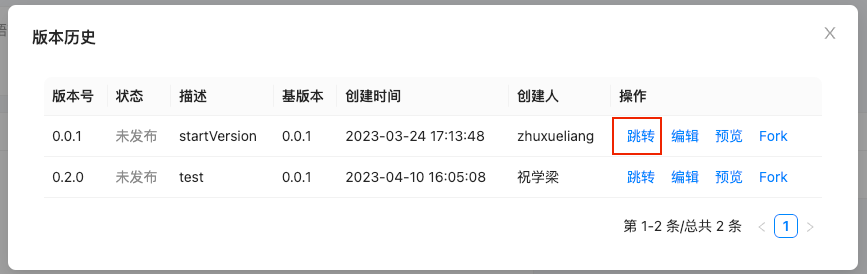 版本历史
版本号 状态 描述 基版本 创建时间 创建人 操作
0.0.1 未发布 startVersion 0.0.1 2023-03-24 17:13:48 zhuxueliang 跳转 编辑 预览 Fork
0.2.0 未发布 test 0.0.1 2023-04-10 16:05:08 祝学梁 跳转 编辑 预览 Fork
第 1-2 条/总共 2 条 < 1 >